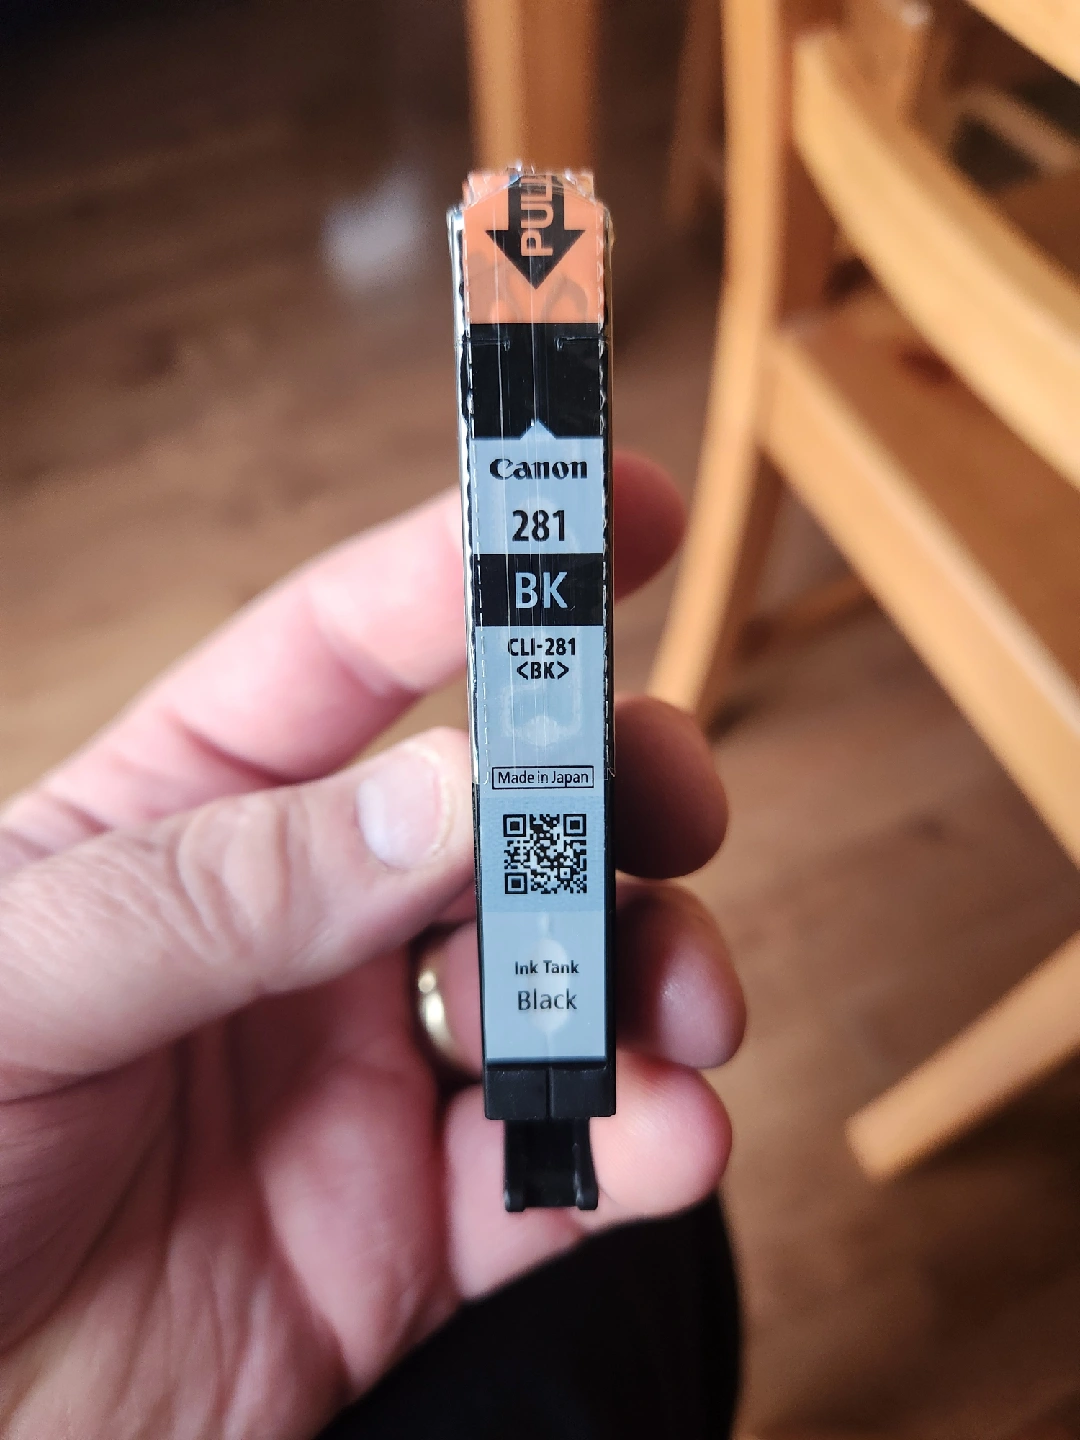 PULL
Canon
281
BK
CLI-281
<BK>
Made in Japan
Ink Tank
Black